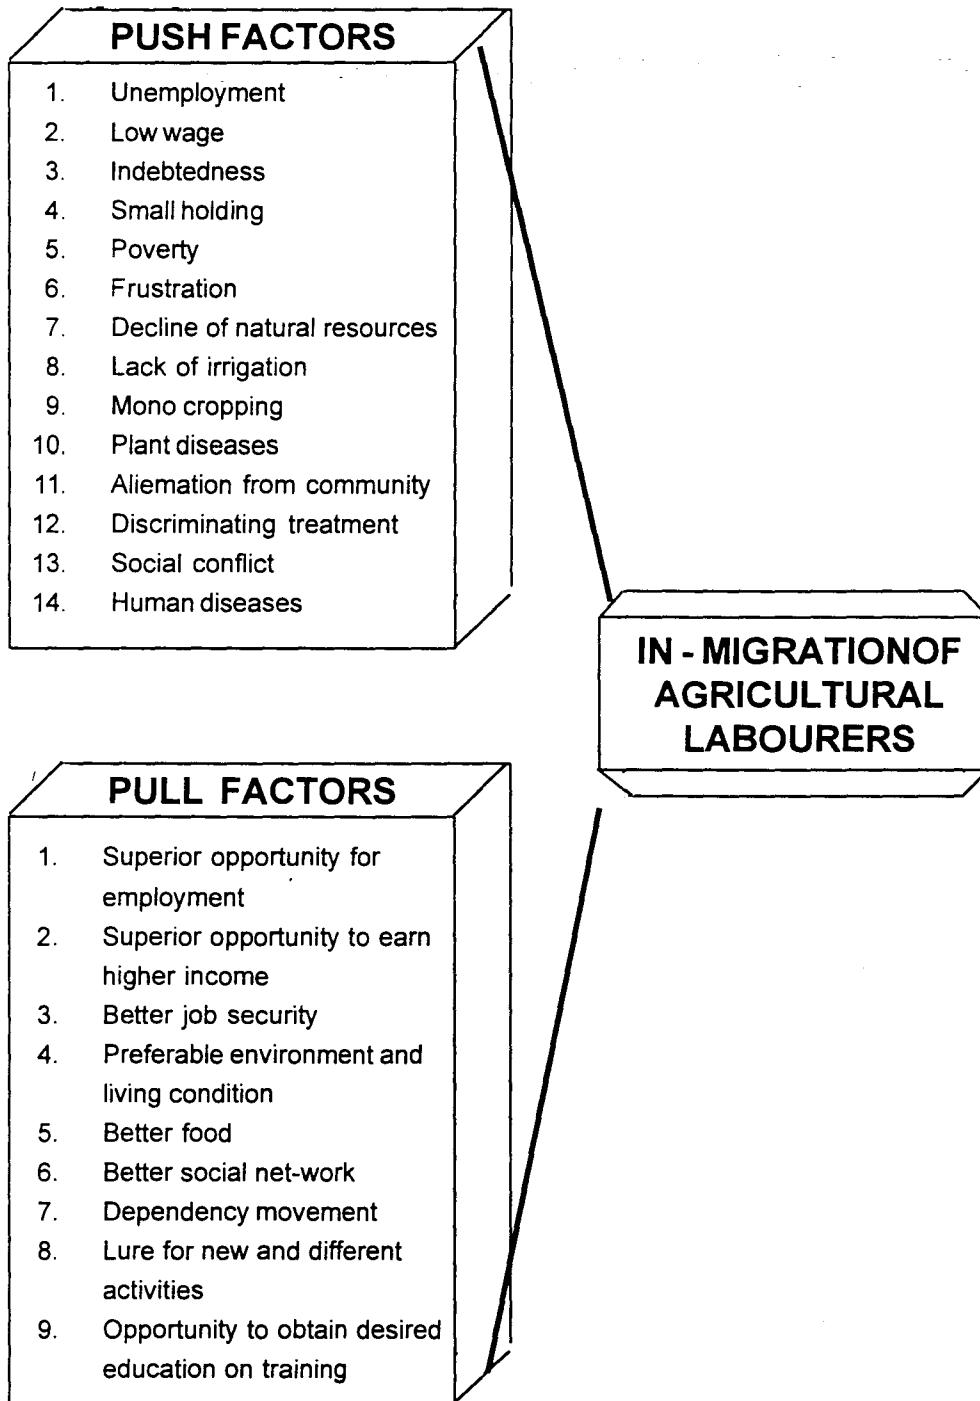 PUSH FACTORS
1. Unemployment
2. Low wage
3. Indebtedness
4. Small holding
5. Poverty
6. Frustration
7. Decline of natural resources
8. Lack of irrigation
9. Mono cropping
10. Plant diseases
11. Aliemation from community
12. Discriminating treatment
13. Social conflict
14. Human diseases
IN - MIGRATIONOF
AGRICULTURAL
LABOURERS
PULL FACTORS
1. Superior opportunity for
employment
2. Superior opportunity to earn
higher income
3. Better job security
4. Preferable environment and
living condition
5. Better food
6. Better social net-work
7. Dependency movement
8. Lure for new and different
activities
9. Opportunity to obtain desired
education on training